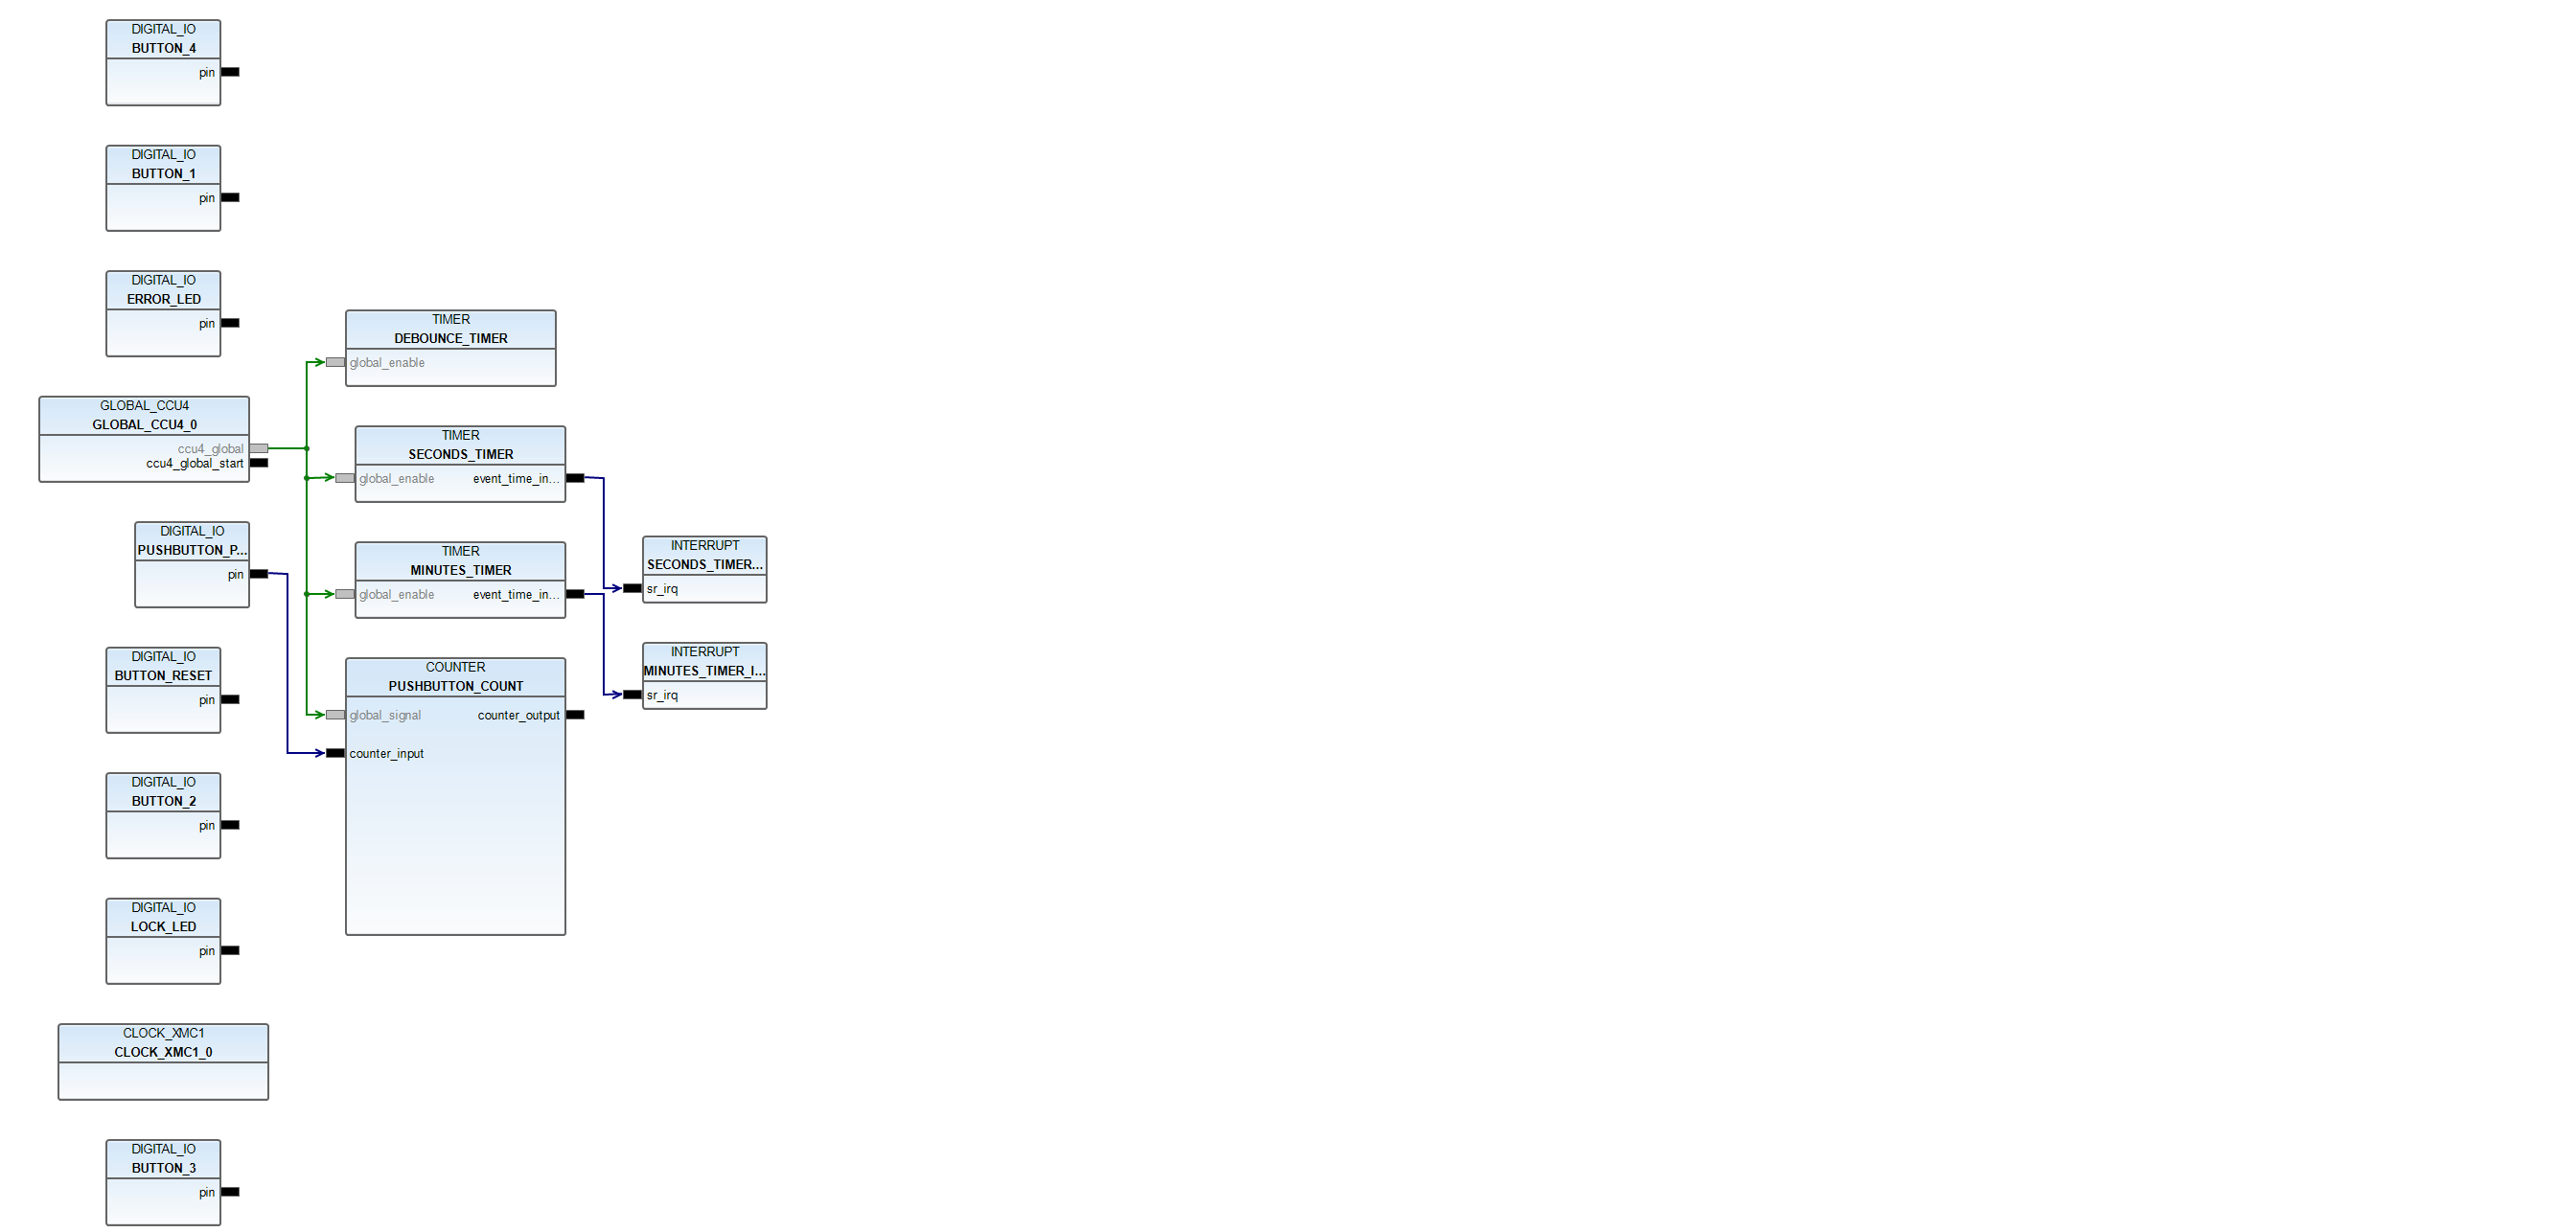 DIGITAL_IO
BUTTON_4
pin
DIGITAL_IO
BUTTON_1
pin
DIGITAL_IO
ERROR_LED
pin
GLOBAL_CCU4
GLOBAL_CCU4_0
ccu4_global
ccu4_global_start
DIGITAL_IO
PUSHBUTTON_P...
pin
DIGITAL_IO
BUTTON_RESET
pin
DIGITAL_IO
BUTTON_2
pin
DIGITAL_IO
LOCK_LED
pin
CLOCK_XMC1
CLOCK_XMC1_0
DIGITAL_IO
BUTTON_3
pin
TIMER
DEBOUNCE_TIMER
global_enable
TIMER
SECONDS_TIMER
global_enable event_time_in...
TIMER
MINUTES_TIMER
global_enable event_time_in...
COUNTER
PUSHBUTTON_COUNT
global_signal counter_output
counter_input
INTERRUPT
SECONDS_TIMER...
sr_irq
INTERRUPT
MINUTES_TIMER_I...
sr_irq